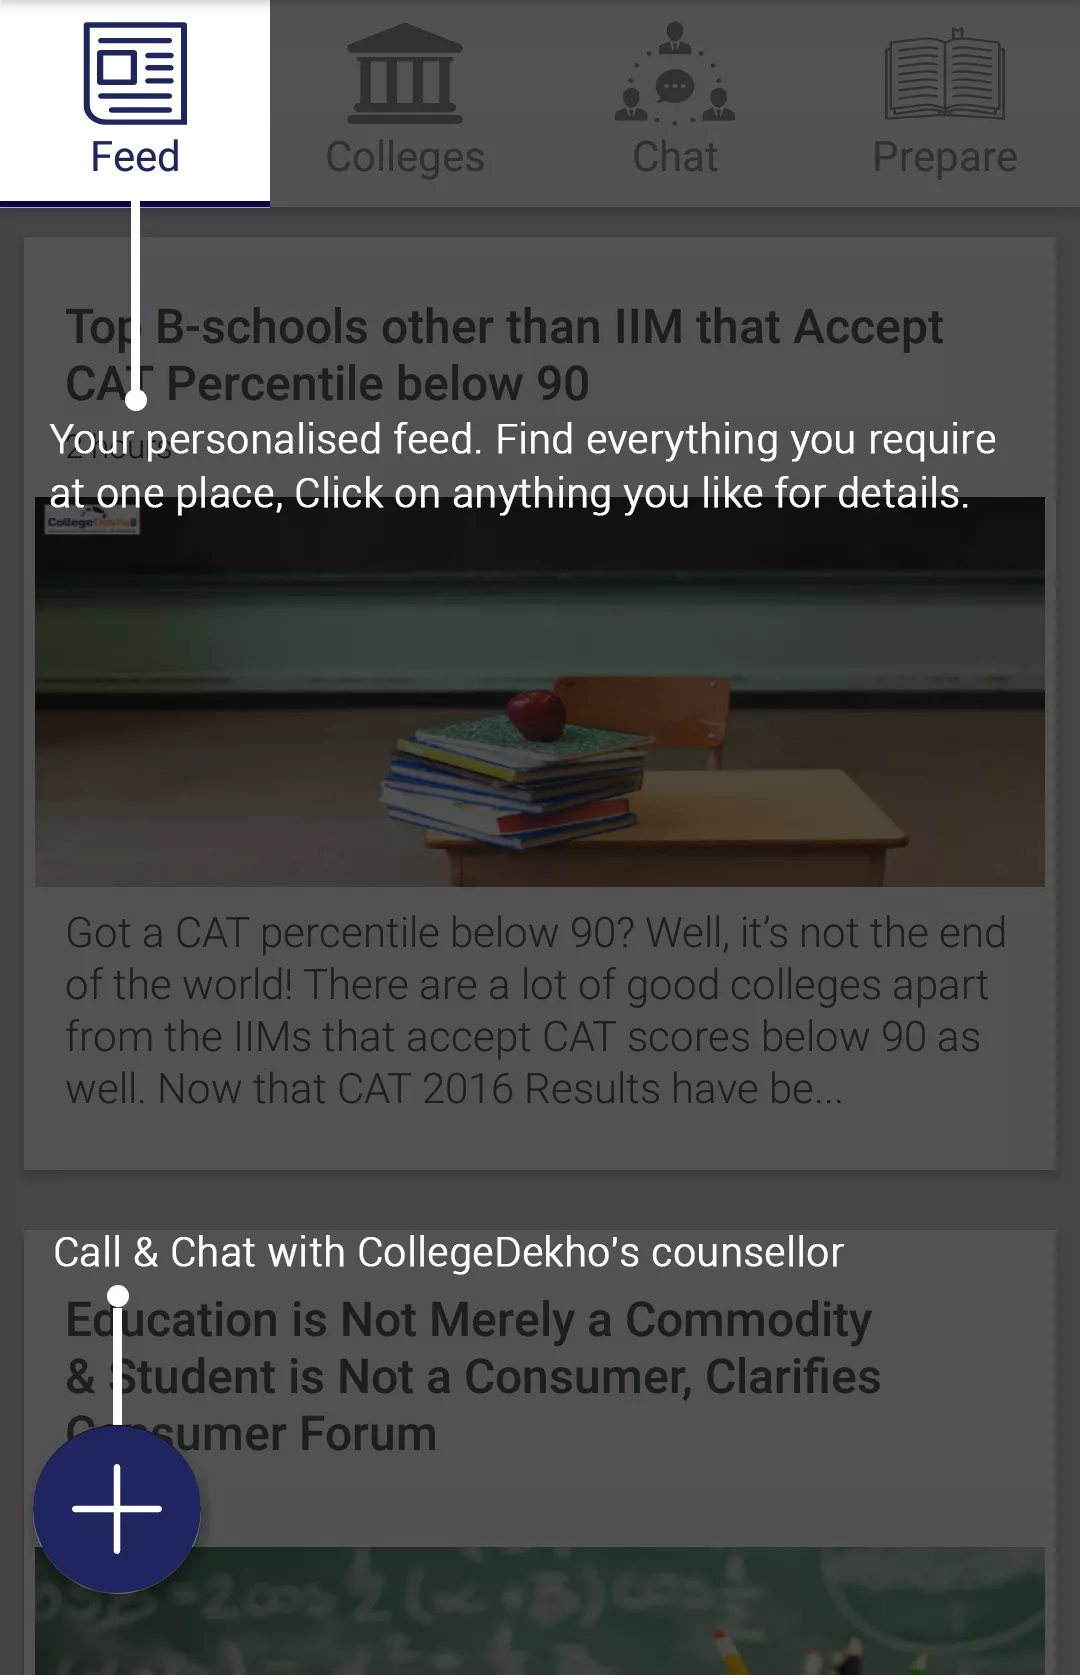 Feed
Colleges
Chat
Prepare
Top B-schools other than IIM that Accept
CAT Percentile below 90
2 hours
Your personalised feed. Find everything you require
at one place, Click on anything you like for details.
CollegeDekho
Got a CAT percentile below 90? Well, it’s not the end
of the world! There are a lot of good colleges apart
from the IIMs that accept CAT scores below 90 as
well. Now that CAT 2016 Results have be...
Call & Chat with CollegeDekho's counsellor
Education is Not Merely a Commodity
& Student is Not a Consumer, Clarifies
Consumer Forum